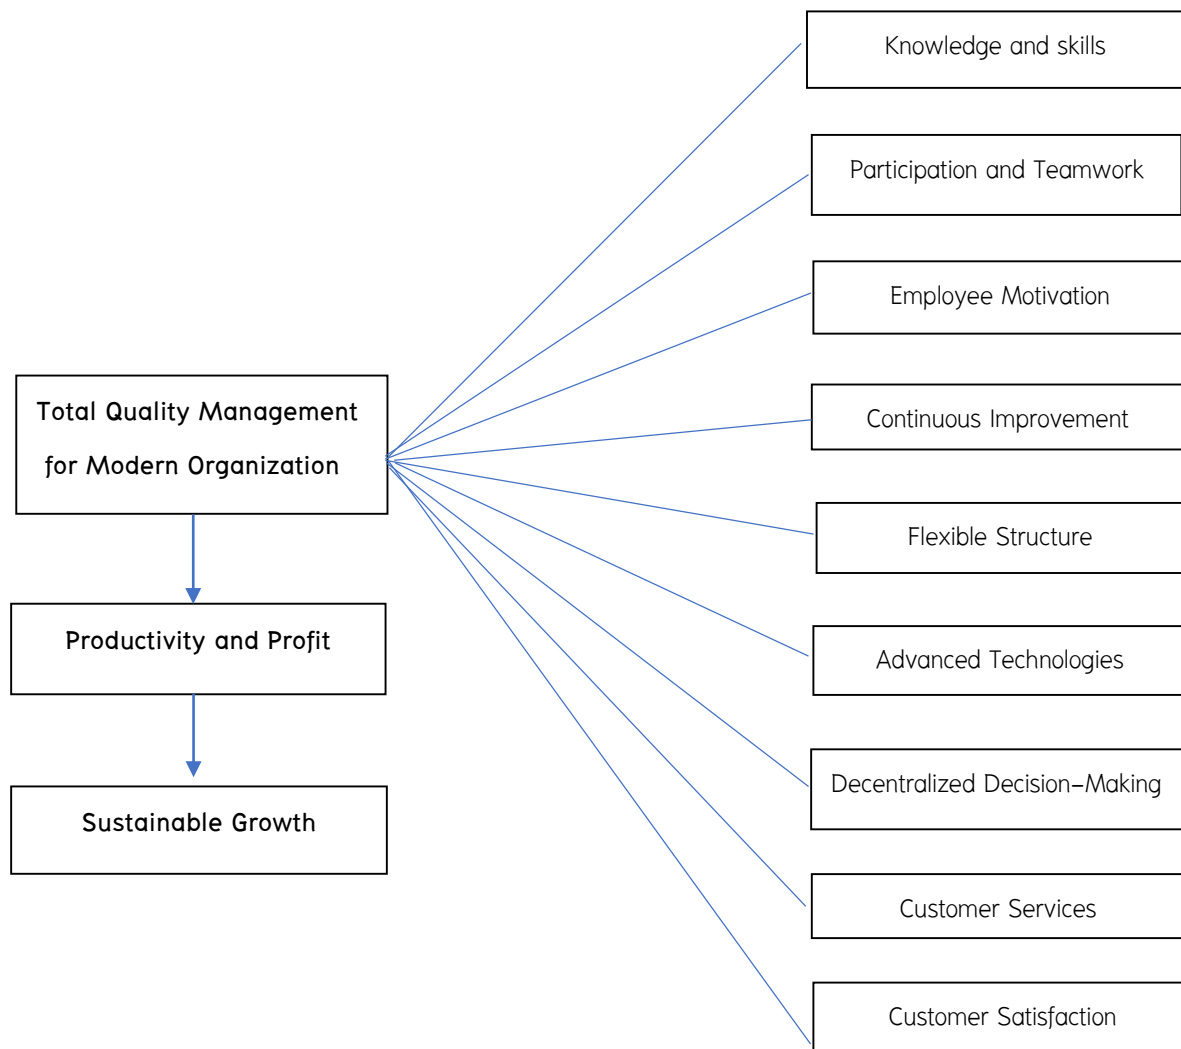 Knowledge and skills
Participation and Teamwork
Employee Motivation
Total Quality Management
for Modern Organization
Continuous Improvement
Flexible Structure
Productivity and Profit
Advanced Technologies
Decentralized Decision-Making
Sustainable Growth
Customer Services
Customer Satisfaction